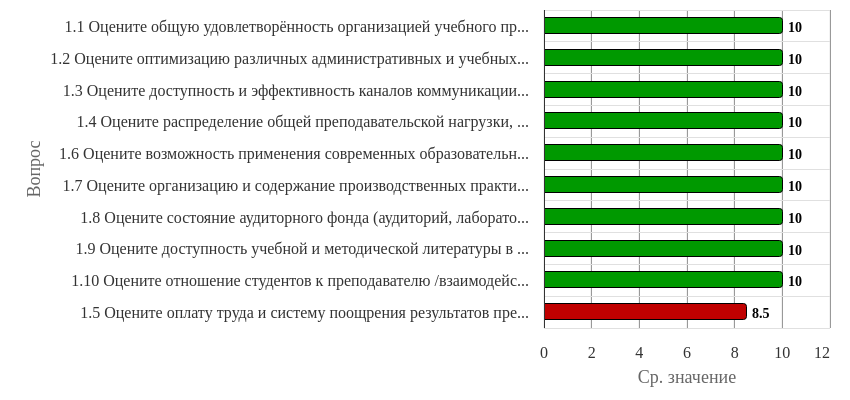 1.1 Оцените общую удовлетворённость организацией учебного пр... 10
1.2 Оцените оптимизацию различных административных и учебных... 10
1.3 Оцените доступность и эффективность каналов коммуникации... 10
1.4 Оцените распределение общей преподавательской нагрузки, ... 10
1.6 Оцените возможность применения современных образовательн... 10
1.7 Оцените организацию и содержание производственных практи... 10
1.8 Оцените состояние аудиторного фонда (аудиторий, лаборато... 10
1.9 Оцените доступность учебной и методической литературы в ... 10
1.10 Оцените отношение студентов к преподавателю /взаимодейс... 10
1.5 Оцените оплату труда и систему поощрения результатов пре... 8.5
Вопрос
0 2 4 6 8 10 12
Ср. значение